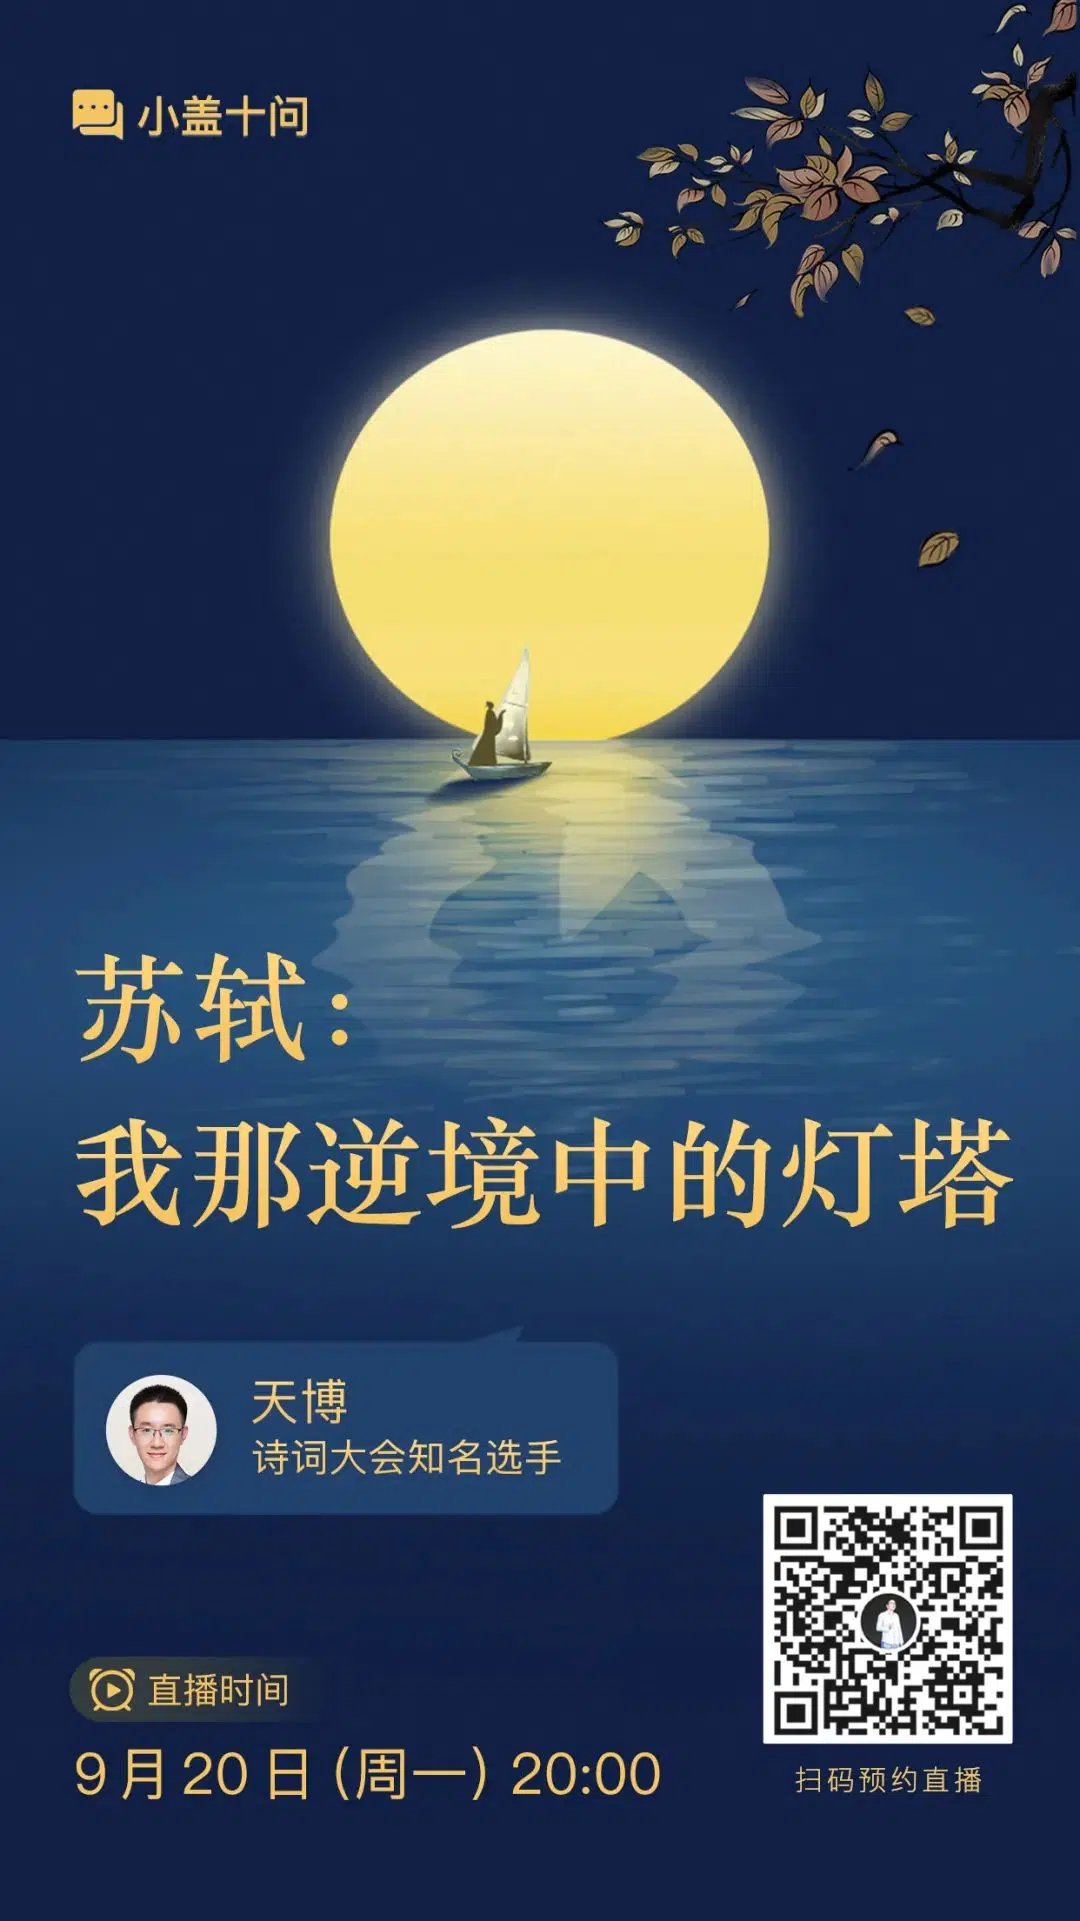 小盖十问
苏轼：
我那逆境中的灯塔
天博
诗词大会知名选手
直播时间
9月20日（周一）20:00
扫码预约直播